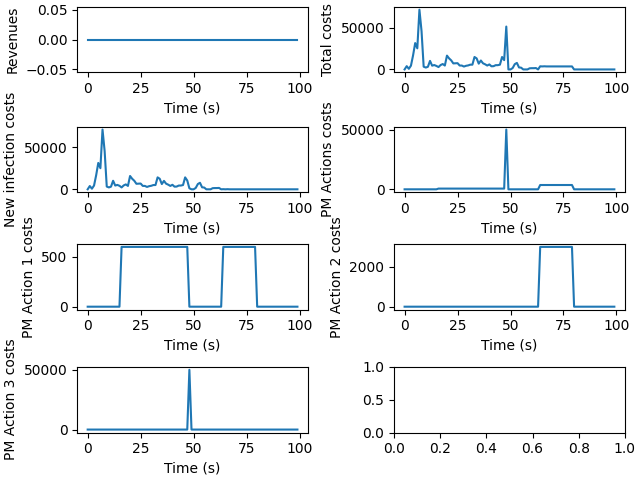 Revenues
0.05
0.00
−0.05
0 25 50 75 100
Time (s)
Total costs
50000
0
0 25 50 75 100
Time (s)
New infection costs
50000
0
0 25 50 75 100
Time (s)
PM Actions costs
50000
0
0 25 50 75 100
Time (s)
PM Action 1 costs
500
0
0 25 50 75 100
Time (s)
PM Action 2 costs
2000
0
0 25 50 75 100
Time (s)
PM Action 3 costs
50000
0
0 25 50 75 100
Time (s)
1.0
0.5
0.0
0.0 0.2 0.4 0.6 0.8 1.0